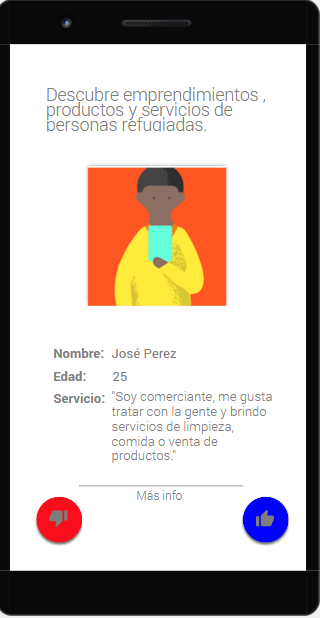 Descubre emprendimientos ,
productos y servicios de
personas refugiadas.
Nombre: José Perez
Edad: 25
Servicio: "Soy comerciante, me gusta
tratar con la gente y brindo
servicios de limpieza,
comida o venta de
productos."
Más info